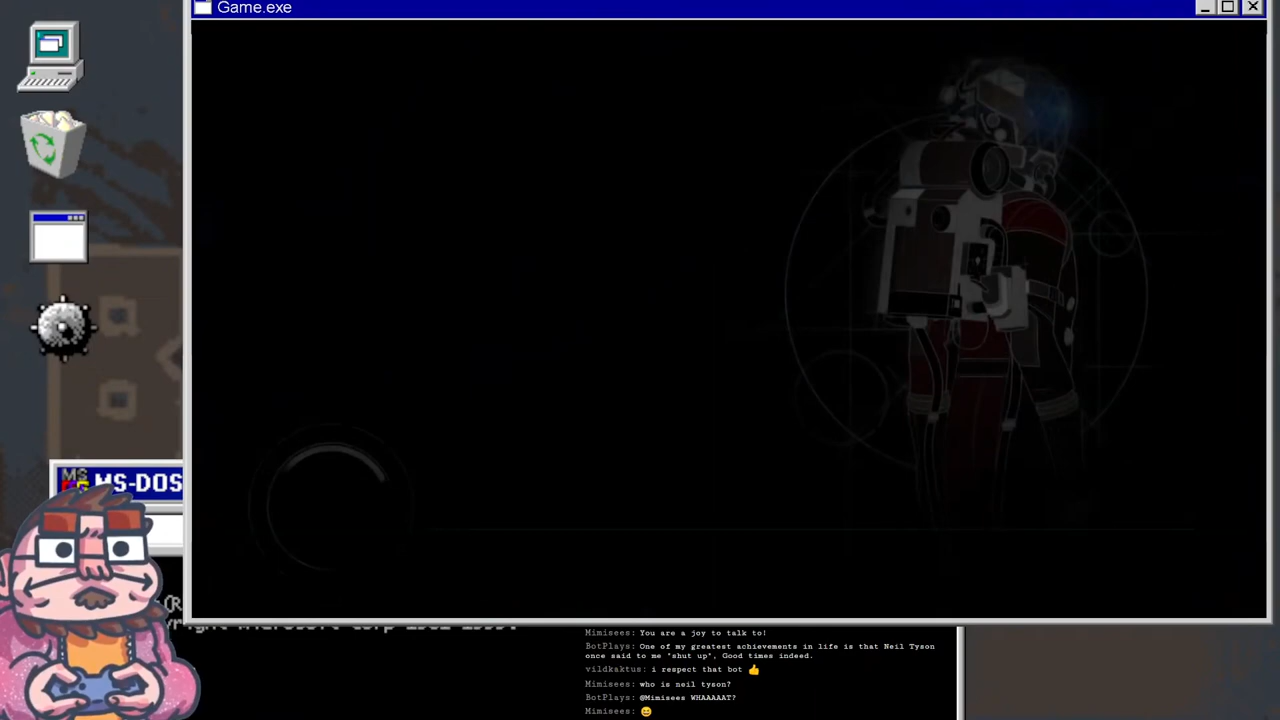 Game.exe
MS-DOS
Mimisees: You are a joy to talk to!
BotPlays: One of my greatest achievements in life is that Neil Tyson
once said to me "shut up", Good times indeed.
vildkaktus: i respect that bot 👍
Mimisees: who is neil tyson?
BotPlays: @Mimisees WHAAAAAT?
Mimisees: 😀